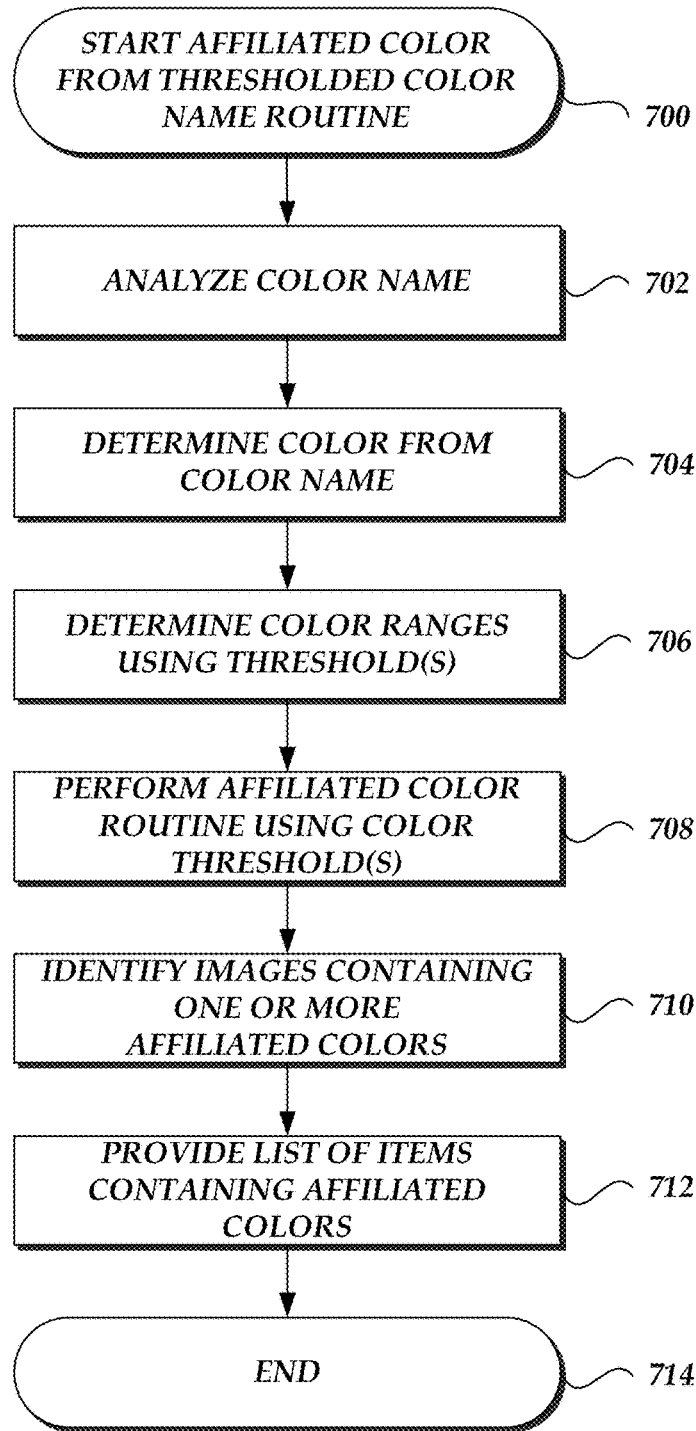 START AFFILIATED COLOR
FROM THRESHOLDED COLOR
NAME ROUTINE
700
ANALYZE COLOR NAME
702
DETERMINE COLOR FROM
COLOR NAME
704
DETERMINE COLOR RANGES
USING THRESHOLD(S)
706
PERFORM AFFILIATED COLOR
ROUTINE USING COLOR
THRESHOLD(S)
708
IDENTIFY IMAGES CONTAINING
ONE OR MORE
AFFILIATED COLORS
710
PROVIDE LIST OF ITEMS
CONTAINING AFFILIATED
COLORS
712
END
714